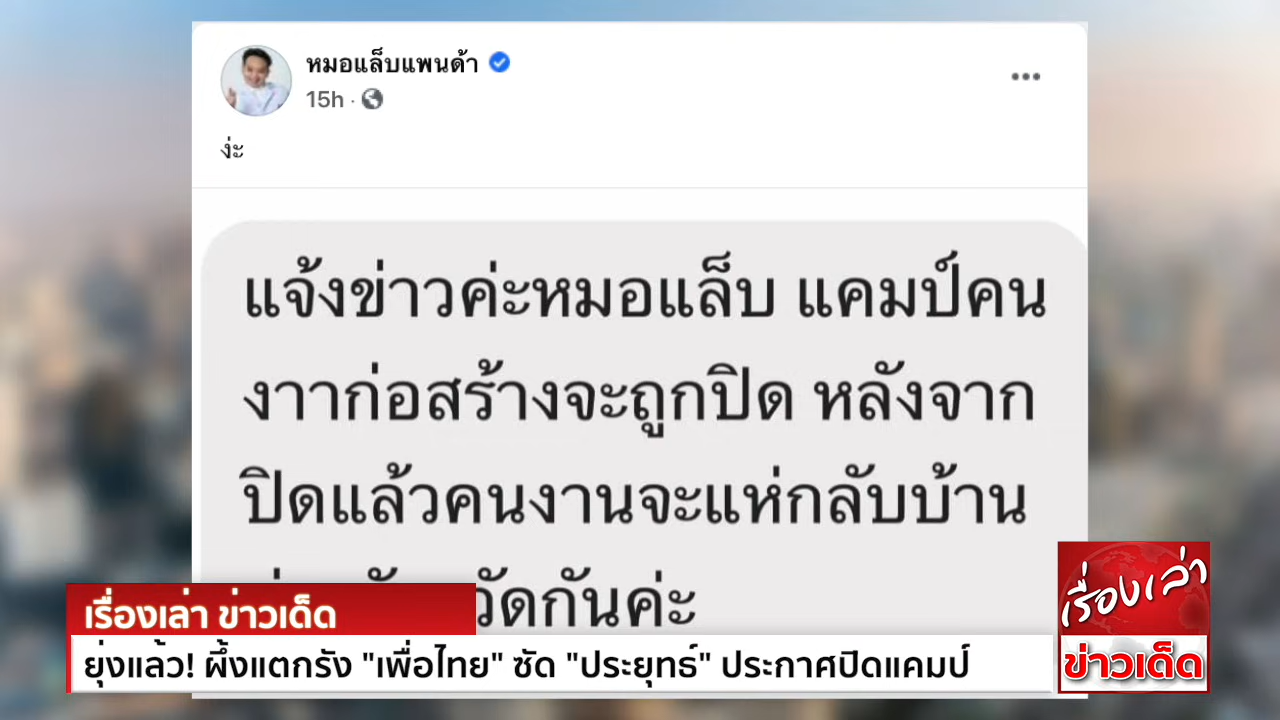 หมอแล็บแพนด้า
15h ·
ง่ะ
แจ้งข่าวค่ะหมอแล็บ แคมป์คน
งาาก่อสร้างจะถูกปิด หลังจาก
ปิดแล้วคนงานจะแห่กลับบ้าน
วัดกันค่ะ
เรื่องเล่า ข่าวเด็ด
ยุ่งแล้ว! ผึ้งแตกรัง "เพื่อไทย" ซัด "ประยุทธ์" ประกาศปิดแคมป์
เรื่องเล่า
ข่าวเด็ด